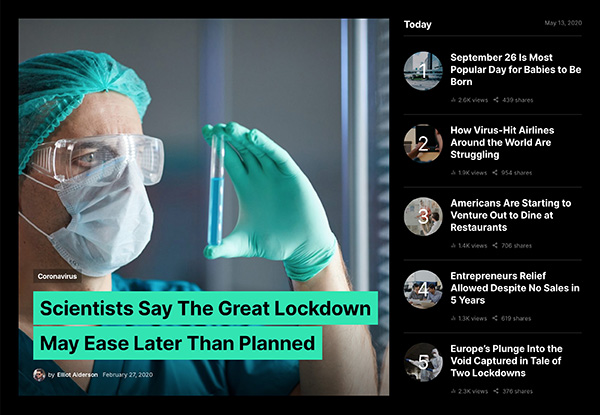 Coronavirus
Scientists Say The Great Lockdown
May Ease Later Than Planned
by Elliot Alderson February 27, 2020
Today
May 13, 2020
1
September 26 Is Most
Popular Day for Babies to Be
Born
2.6K views 439 shares
2
How Virus-Hit Airlines
Around the World Are
Struggling
1.9K views 954 shares
3
Americans Are Starting to
Venture Out to Dine at
Restaurants
1.4K views 706 shares
4
Entrepreneurs Relief
Allowed Despite No Sales in
5 Years
1.3K views 619 shares
5
Europe's Plunge Into the
Void Captured in Tale of
Two Lockdowns
2.3K views 376 shares